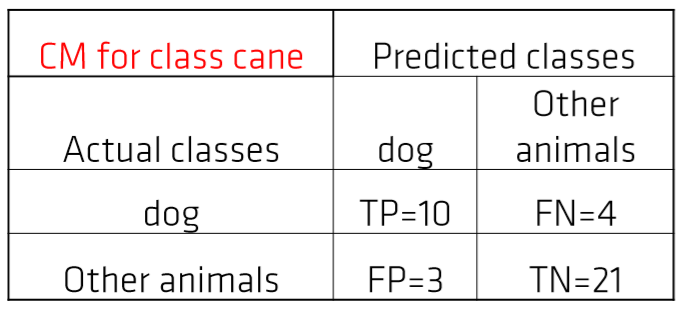 CM for class cane
Predicted classes
Actual classes
dog
Other
animals
dog
TP=10
FN=4
Other animals
FP=3
TN=21